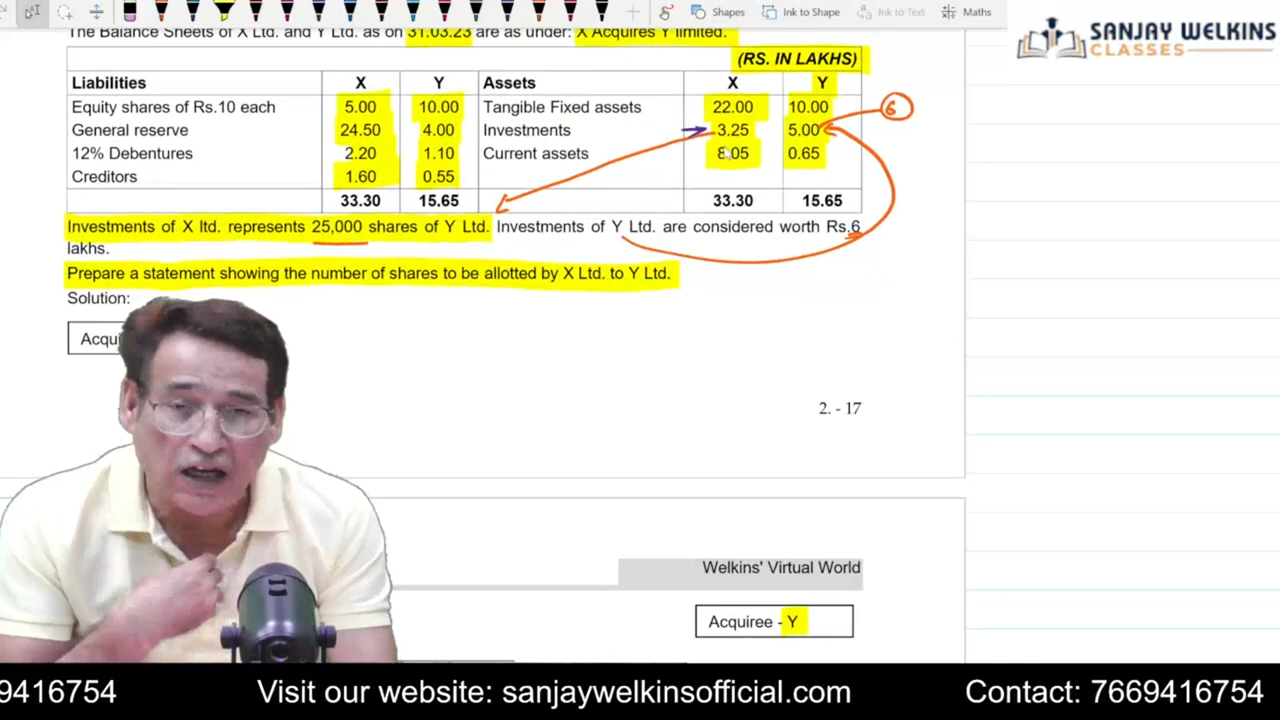 Shapes Ink to Shape Ink to Text Maths
SANJAY WELKINS
CLASSES
The Balance Sheets of X Ltd. and Y Ltd. as on 31.03.23 are as under: X Acquires Y limited.
(RS. IN LAKHS)
Liabilities X Y Assets X Y
Equity shares of Rs.10 each 5.00 10.00 Tangible Fixed assets 22.00 10.00
General reserve 24.50 4.00 Investments 3.25 5.00 6
12% Debentures 2.20 1.10 Current assets 8.05 0.65
Creditors 1.60 0.55
33.30 15.65 33.30 15.65
Investments of X ltd. represents 25,000 shares of Y Ltd. Investments of Y Ltd. are considered worth Rs.6
lakhs.
Prepare a statement showing the number of shares to be allotted by X Ltd. to Y Ltd.
Solution:
Acqu
2. - 17
Welkins' Virtual World
Acquiree - Y
9416754 Visit our website: sanjaywelkinsofficial.com Contact: 7669416754